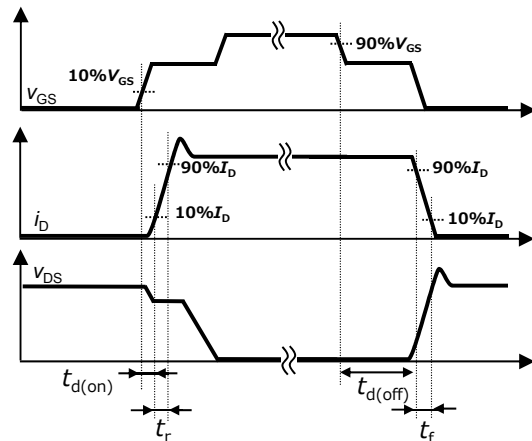 90%VGS
10%VGS
vGS
90%ID
90%ID
10%ID
10%ID
iD
vDS
td(on)
td(off)
tr
tf